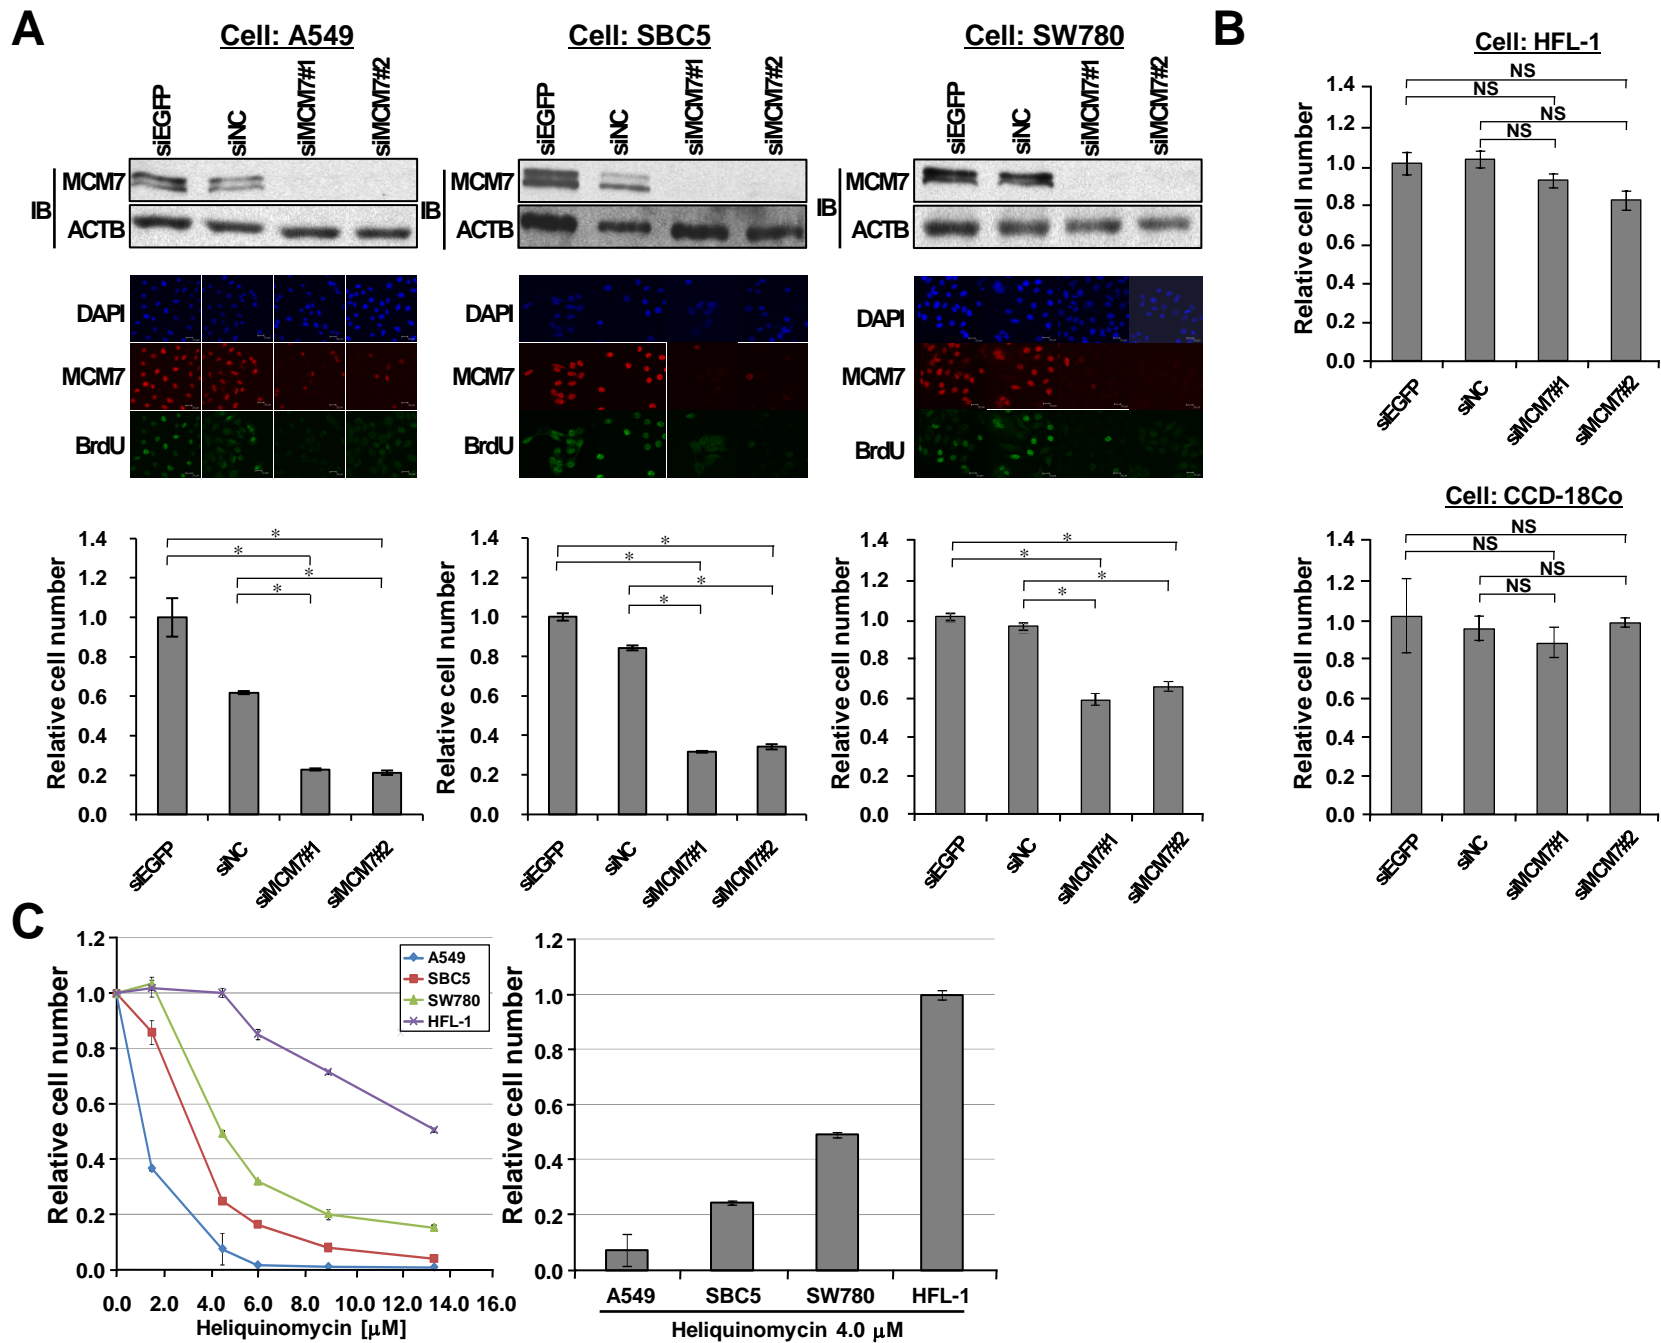 A
Cell: A549
Cell: SBC5
Cell: SW780
siEGFP
siNC
siMCM7#1
siMCM7#2
siEGFP
siNC
siMCM7#1
siMCM7#2
siEGFP
siNC
siMCM7#1
siMCM7#2
IB
MCM7
ACTB
IB
MCM7
ACTB
IB
MCM7
ACTB
DAPI
MCM7
BrdU
DAPI
MCM7
BrdU
DAPI
MCM7
BrdU
Relative cell number
1.4
1.2
1.0
0.8
0.6
0.4
0.2
0.0
*
*
*
*
siEGFP
siNC
siMCM7#1
siMCM7#2
Relative cell number
1.4
1.2
1.0
0.8
0.6
0.4
0.2
0.0
*
*
*
*
siEGFP
siNC
siMCM7#1
siMCM7#2
Relative cell number
1.4
1.2
1.0
0.8
0.6
0.4
0.2
0.0
*
*
*
*
siEGFP
siNC
siMCM7#1
siMCM7#2
B
Cell: HFL-1
Relative cell number
1.4
1.2
1.0
0.8
0.6
0.4
0.2
0.0
NS
NS
NS
NS
siEGFP
siNC
siMCM7#1
siMCM7#2
Cell: CCD-18Co
Relative cell number
1.4
1.2
1.0
0.8
0.6
0.4
0.2
0.0
NS
NS
NS
NS
siEGFP
siNC
siMCM7#1
siMCM7#2
C
Relative cell number
1.2
1.0
0.8
0.6
0.4
0.2
0.0
A549
SBC5
SW780
HFL-1
0.0 2.0 4.0 6.0 8.0 10.0 12.0 14.0 16.0
Heliquinomycin [μM]
Relative cell number
1.2
1.0
0.8
0.6
0.4
0.2
0.0
A549 SBC5 SW780 HFL-1
Heliquinomycin 4.0 μM